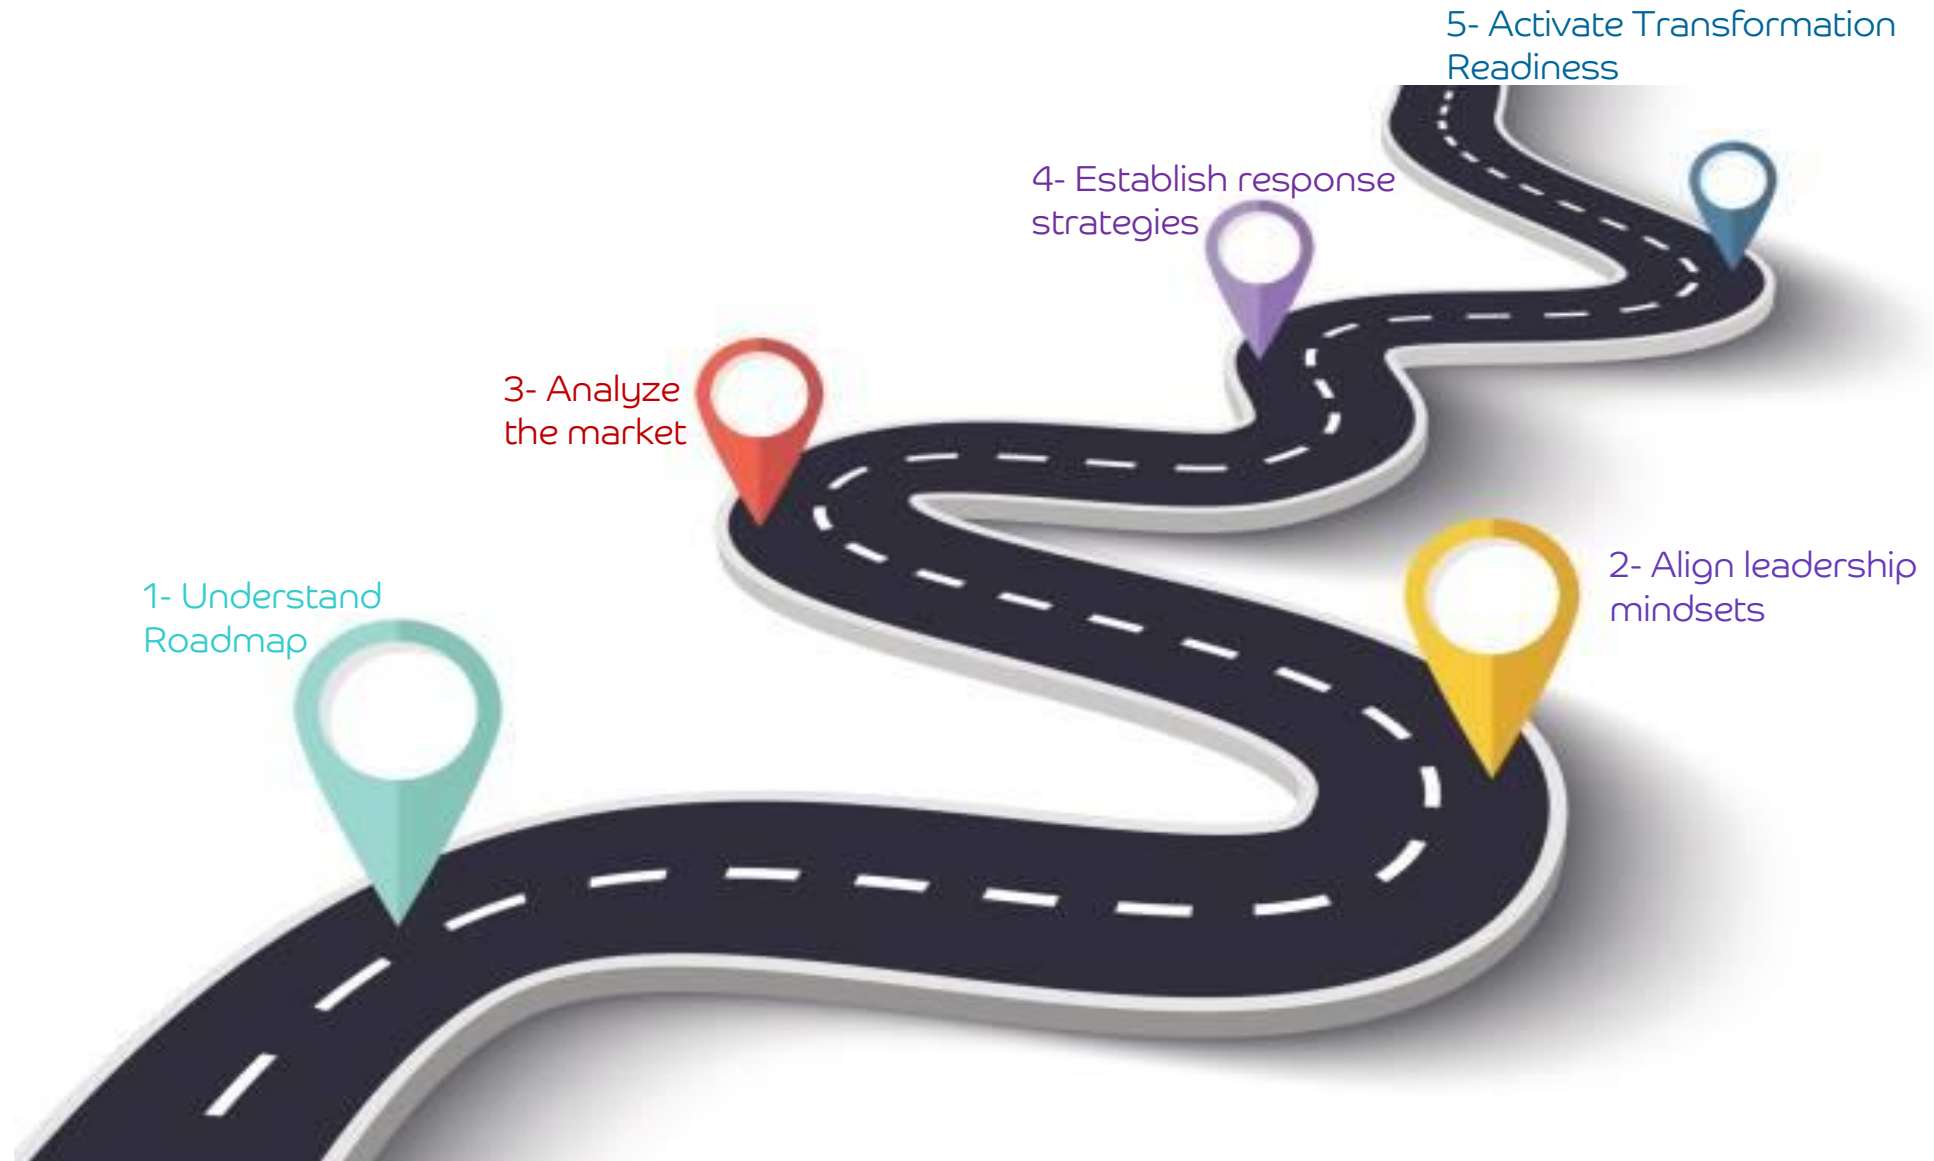 5- Activate Transformation
Readiness
4- Establish response
strategies
3- Analyze
the market
2- Align leadership
mindsets
1- Understand
Roadmap